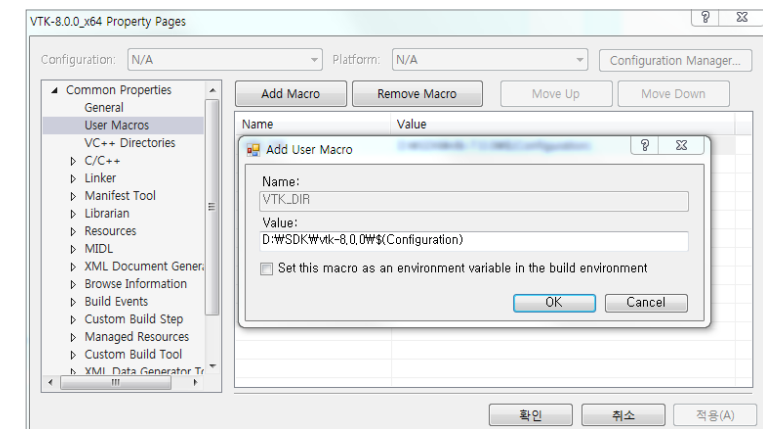 VTK-8.0.0_x64 Property Pages
Configuration: N/A Platform: N/A Configuration Manager...
Common Properties
General
User Macros
VC++ Directories
C/C++
Linker
Manifest Tool
Librarian
Resources
MIDL
XML Document Genera
Browse Information
Build Events
Custom Build Step
Managed Resources
Custom Build Tool
XML Data Generator To
Add Macro Remove Macro Move Up Move Down
Name Value
Add User Macro
Name:
VTK_DIR
Value:
D:₩SDK₩vtk-8.0.0₩$(Configuration)
Set this macro as an environment variable in the build environment
OK Cancel
확인 취소 적용(A)